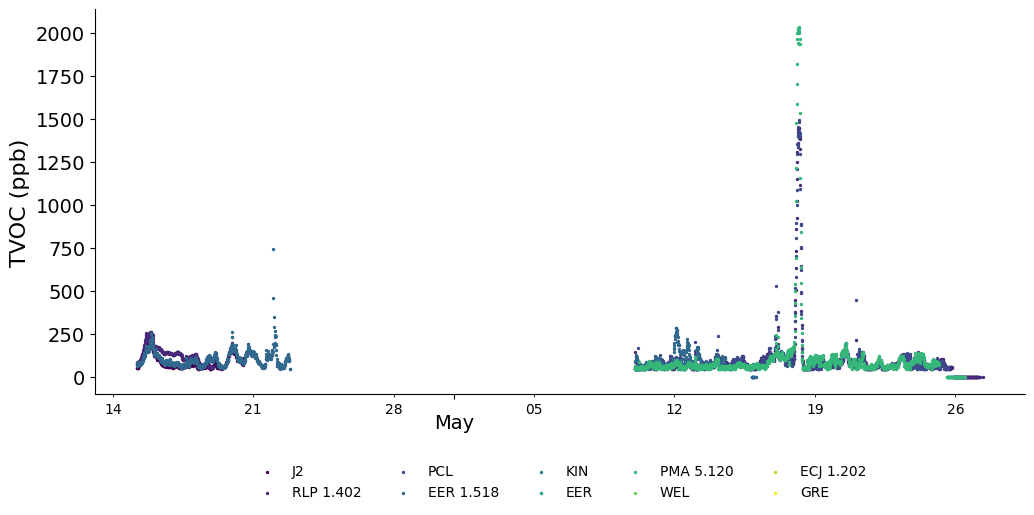 TVOC (ppb)
2000
1750
1500
1250
1000
750
500
250
0
14 21 28 05 12 19 26
May
J2 PCL KIN PMA 5.120 ECJ 1.202
RLP 1.402 EER 1.518 EER WEL GRE